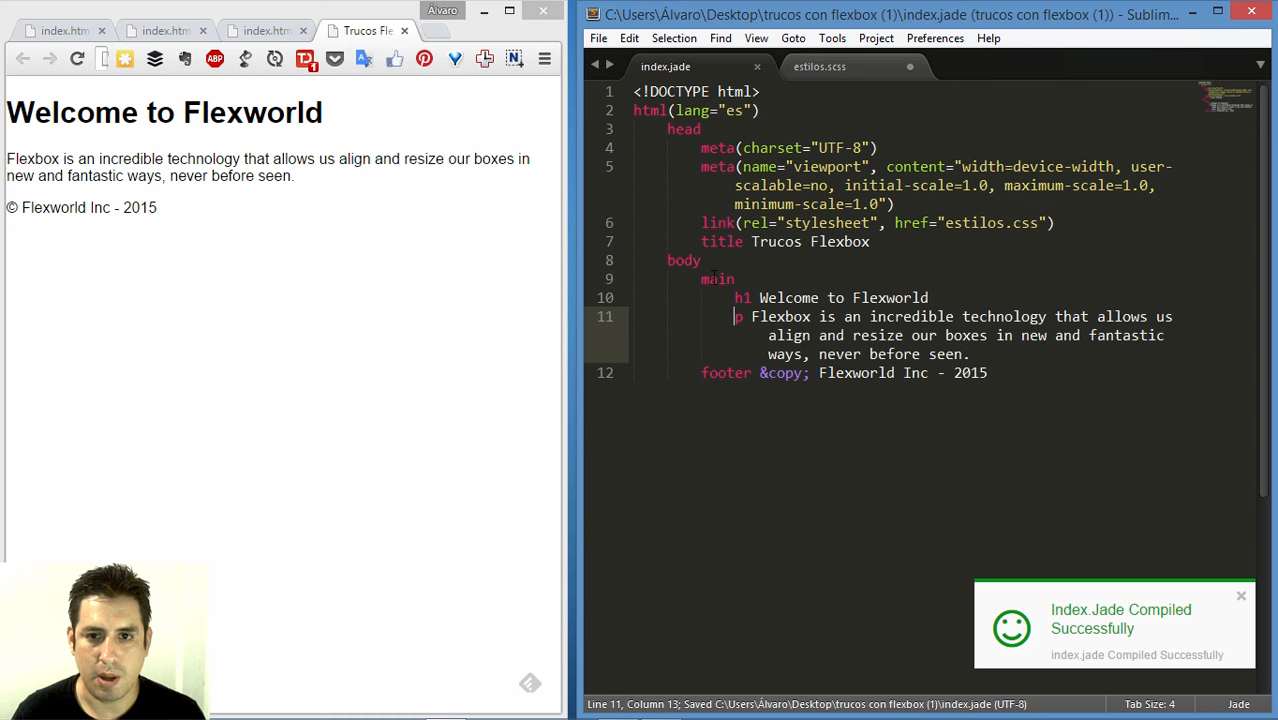 Álvaro
index.htm
index.htm
index.htm
Trucos Fle
ABP
TD
1
N
Welcome to Flexworld
Flexbox is an incredible technology that allows us align and resize our boxes in
new and fantastic ways, never before seen.
© Flexworld Inc - 2015
C:\Users\Álvaro\Desktop\trucos con flexbox (1)\index.jade (trucos con flexbox (1)) - Sublim...
File Edit Selection Find View Goto Tools Project Preferences Help
index.jade
estilos.scss
1 <!DOCTYPE html>
2 html(lang="es")
3 head
4 meta(charset="UTF-8")
5 meta(name="viewport", content="width=device-width, user-
scalable=no, initial-scale=1.0, maximum-scale=1.0,
minimum-scale=1.0")
6 link(rel="stylesheet", href="estilos.css")
7 title Trucos Flexbox
8 body
9 main
10 h1 Welcome to Flexworld
11 p Flexbox is an incredible technology that allows us
align and resize our boxes in new and fantastic
ways, never before seen.
12 footer &copy; Flexworld Inc - 2015
Index.Jade Compiled
Successfully
index.jade Compiled Successfully
Line 11, Column 13; Saved C:\Users\Álvaro\Desktop\trucos con flexbox (1)\index.jade (UTF-8)
Tab Size: 4
Jade